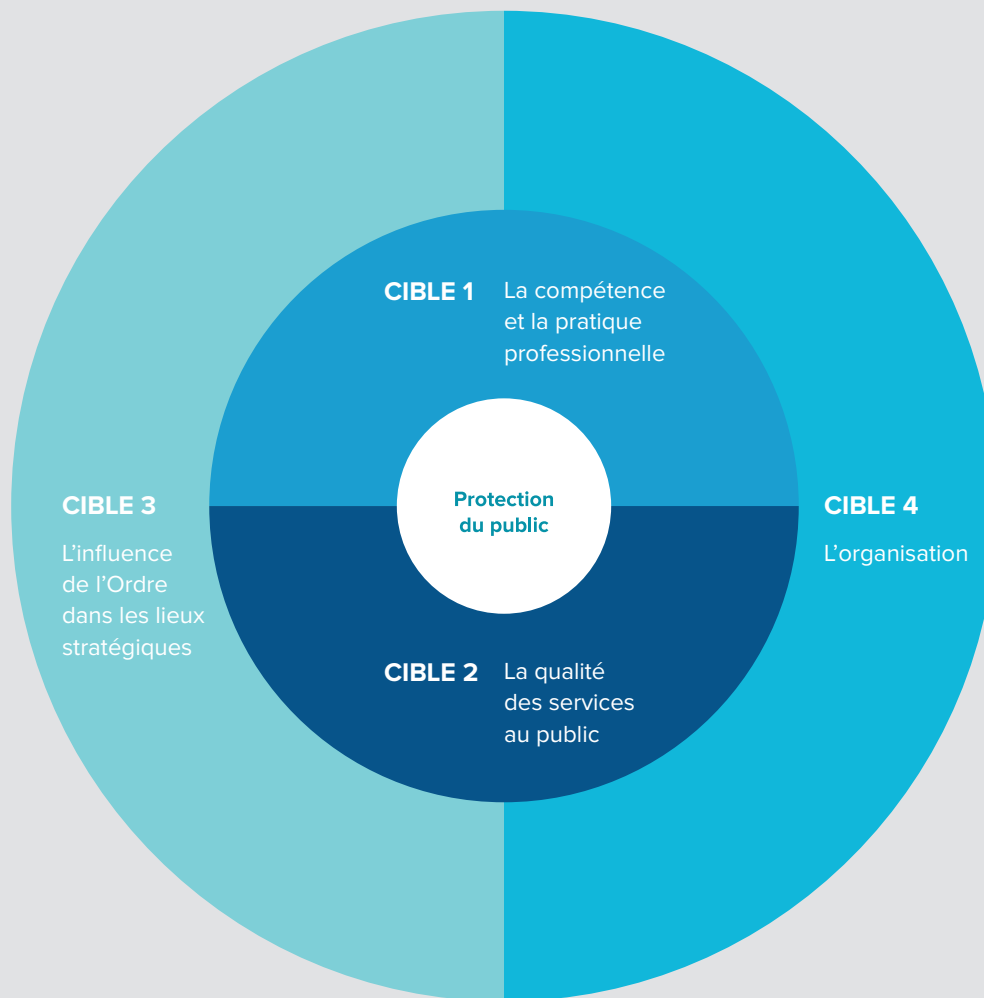 CIBLE 1
La compétence
et la pratique
professionnelle
Protection
du public
CIBLE 3
L’influence
de l’Ordre
dans les lieux
stratégiques
CIBLE 4
L’organisation
CIBLE 2
La qualité
des services
au public